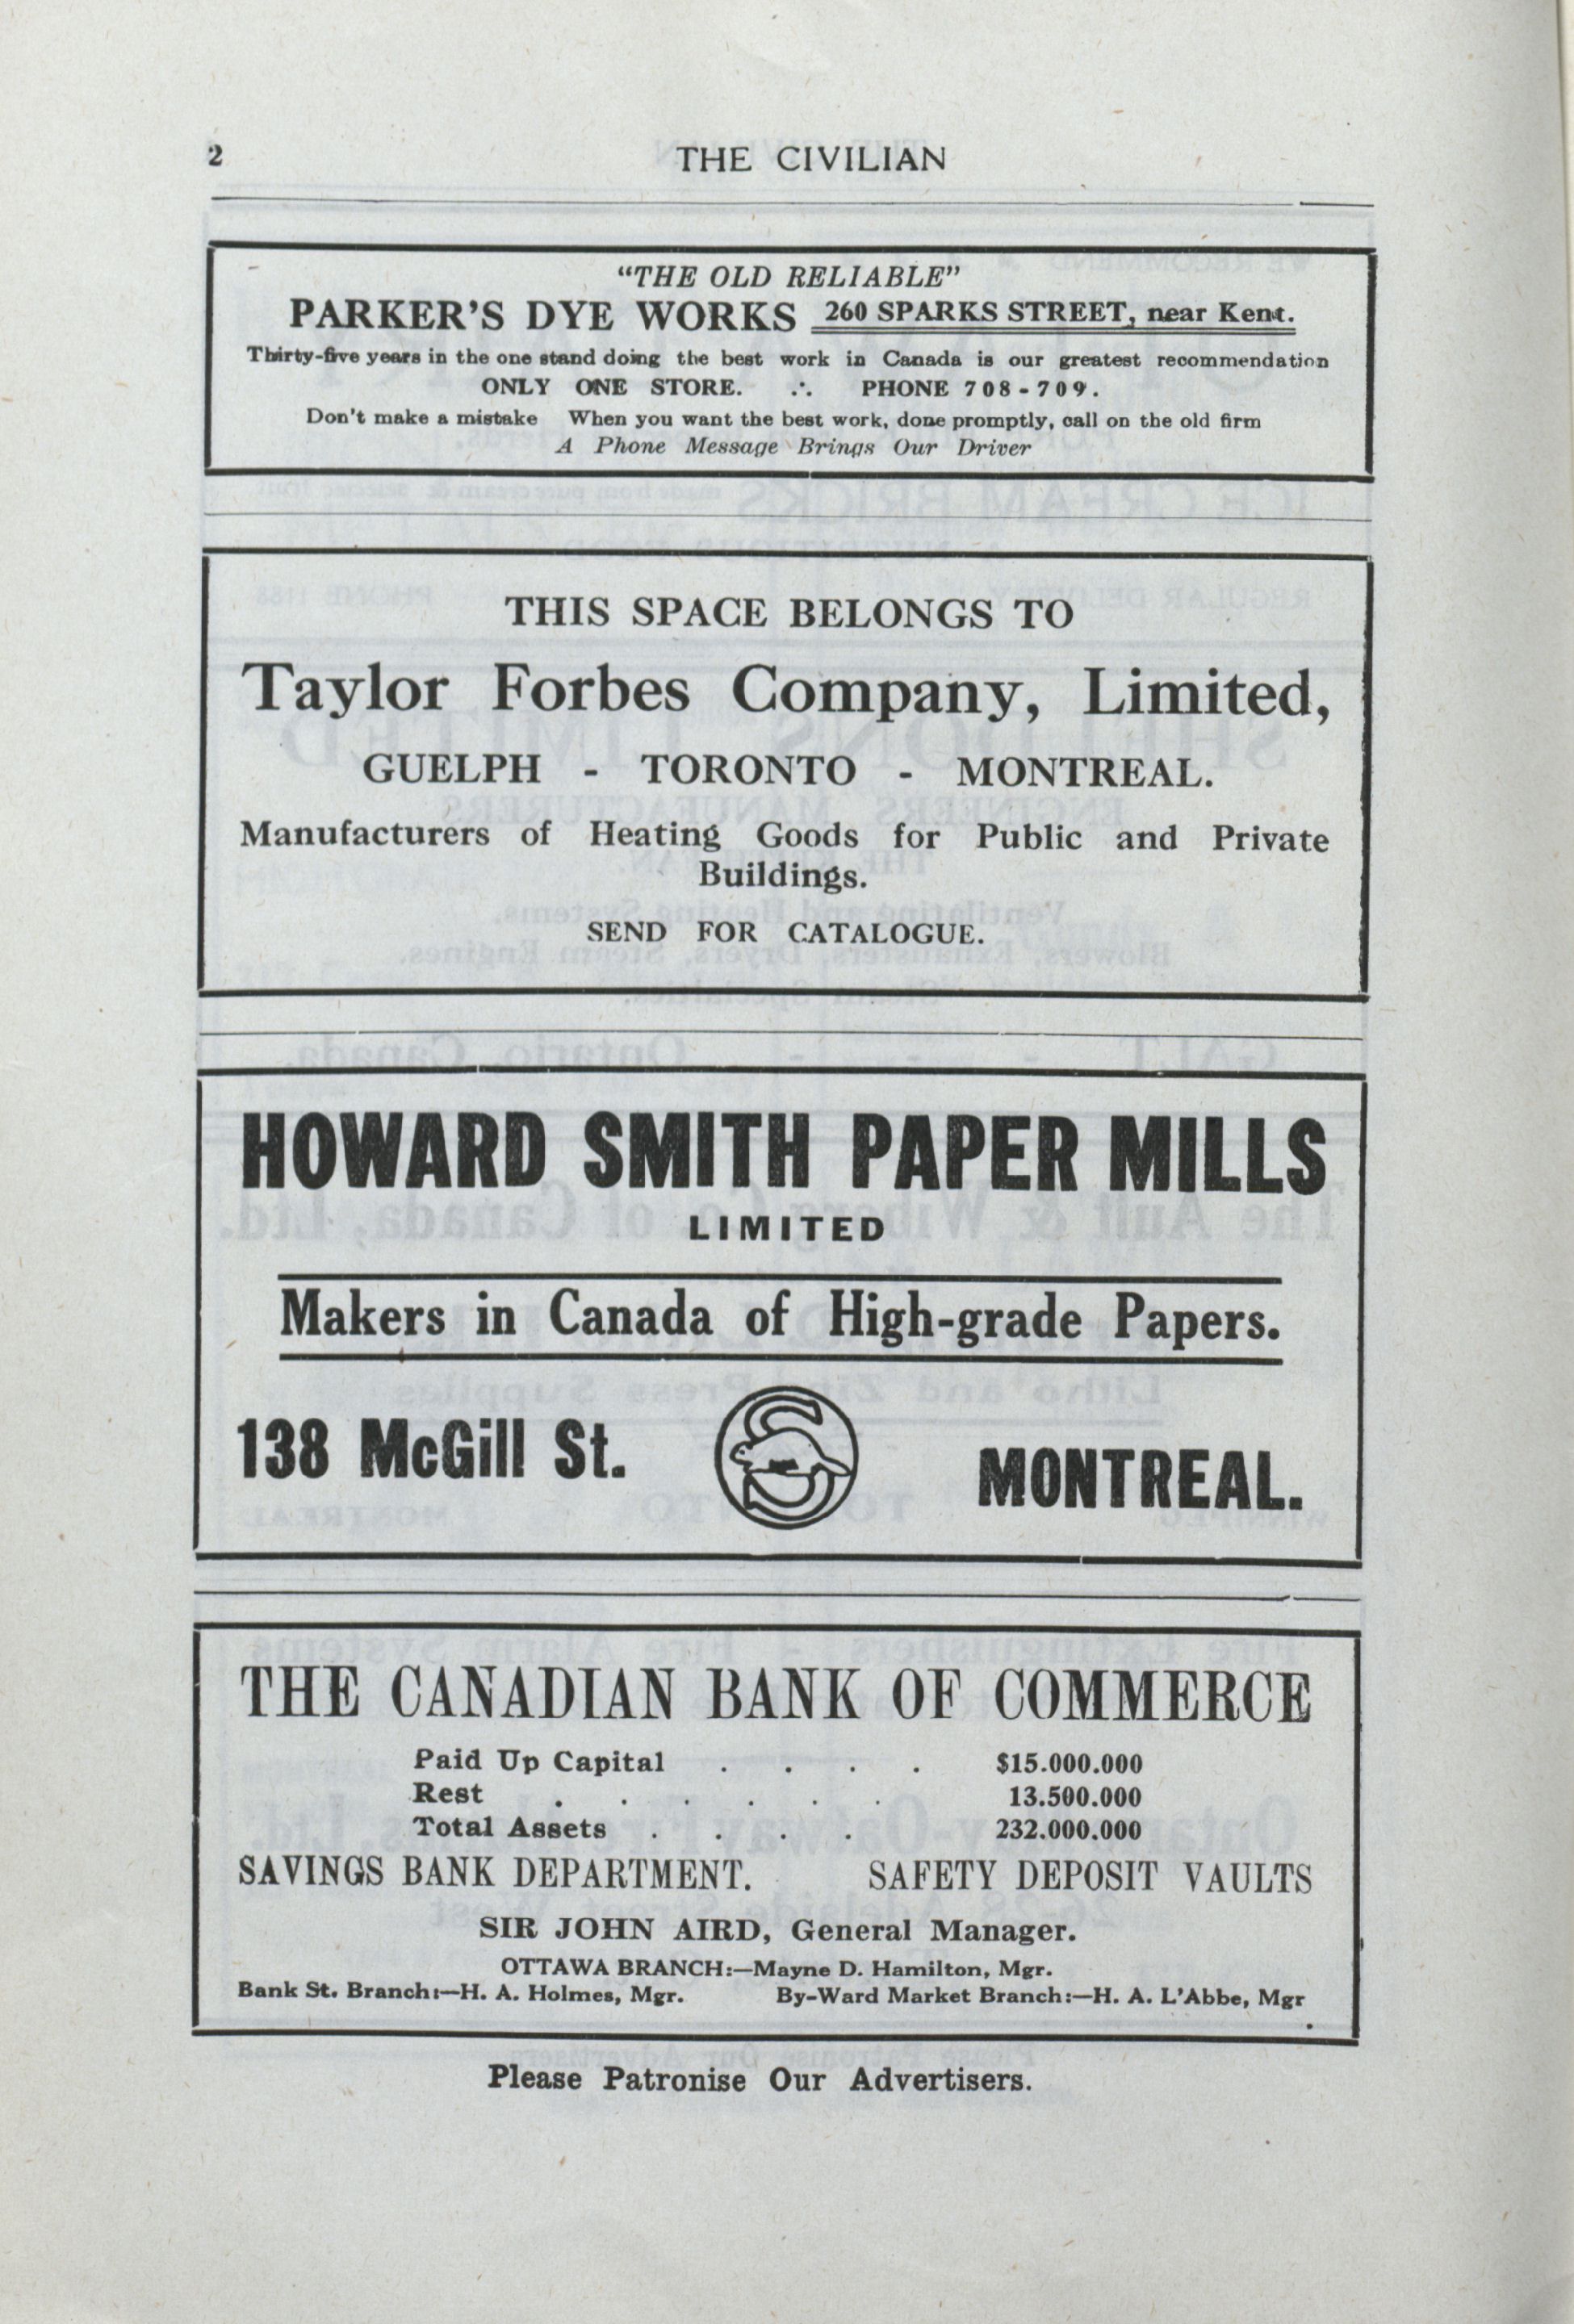 2
THE CIVILIAN
"THE OLD RELIABLE"
PARKER'S DYE WORKS 260 SPARKS STREET, near Kent.
Thirty-five years in the one stand doing the best work in Canada is our greatest recommendation
ONLY ONE STORE. ∴ PHONE 708-709.
Don't make a mistake When you want the best work, done promptly, call on the old firm
A Phone Message Brings Our Driver
THIS SPACE BELONGS TO
Taylor Forbes Company, Limited,
GUELPH - TORONTO - MONTREAL.
Manufacturers of Heating Goods for Public and Private
Buildings.
SEND FOR CATALOGUE.
HOWARD SMITH PAPER MILLS
LIMITED
Makers in Canada of High-grade Papers.
138 McGill St. MONTREAL.
THE CANADIAN BANK OF COMMERCE
Paid Up Capital . . . . $15.000.000
Rest . . . . . . 13.500.000
Total Assets . . . . 232.000.000
SAVINGS BANK DEPARTMENT. SAFETY DEPOSIT VAULTS
SIR JOHN AIRD, General Manager.
OTTAWA BRANCH:—Mayne D. Hamilton, Mgr.
Bank St. Branch:—H. A. Holmes, Mgr. By-Ward Market Branch:—H. A. L'Abbe, Mgr.
Please Patronise Our Advertisers.